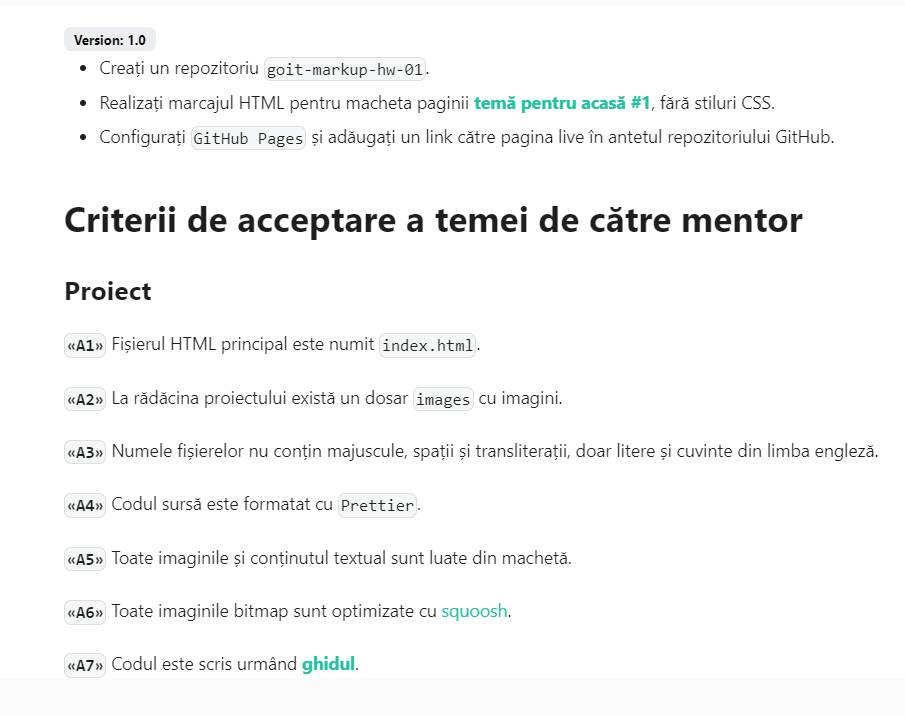 Version: 1.0
Creați un repozitoriu goit-markup-hw-01.
Realizați marcajul HTML pentru macheta paginii temă pentru acasă #1, fără stiluri CSS.
Configurați GitHub Pages și adăugați un link către pagina live în antetul repozitoriului GitHub.
Criterii de acceptare a temei de către mentor
Proiect
«A1» Fișierul HTML principal este numit index.html.
«A2» La rădăcina proiectului există un dosar images cu imagini.
«A3» Numele fișierelor nu conțin majuscule, spații și transliterații, doar litere și cuvinte din limba engleză.
«A4» Codul sursă este formatat cu Prettier.
«A5» Toate imaginile și conținutul textual sunt luate din machetă.
«A6» Toate imaginile bitmap sunt optimizate cu squoosh.
«A7» Codul este scris urmând ghidul.